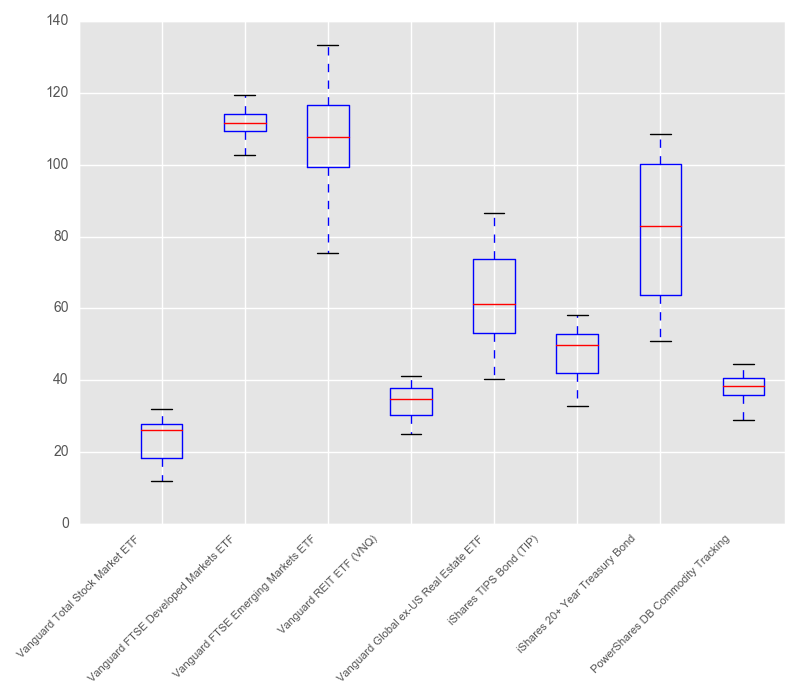 140
120
100
80
60
40
20
0
Vanguard Total Stock Market ETF
Vanguard FTSE Developed Markets ETF
Vanguard FTSE Emerging Markets ETF
Vanguard REIT ETF (VNQ)
Vanguard Global ex-US Real Estate ETF
iShares TIPS Bond (TIP)
iShares 20+ Year Treasury Bond
PowerShares DB Commodity Tracking